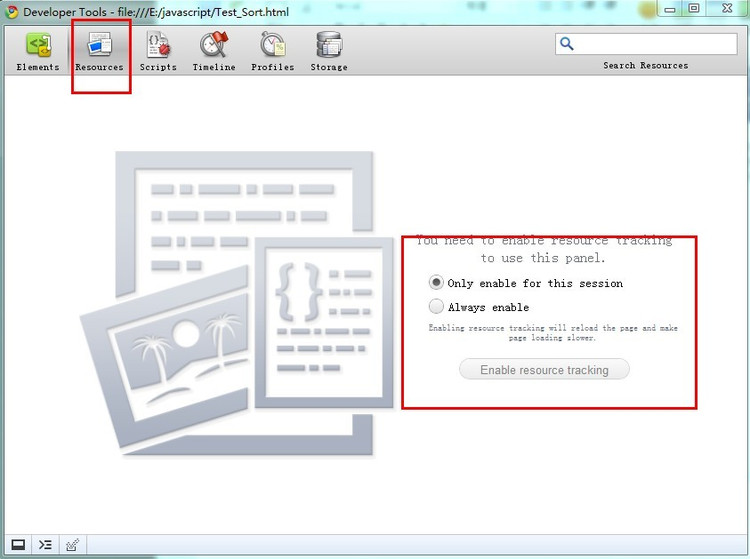 Developer Tools - file:///E:/javascript/Test_Sort.html
Elements
Resources
Scripts
Timeline
Profiles
Storage
Search Resources
You need to enable resource tracking
to use this panel.
Only enable for this session
Always enable
Enabling resource tracking will reload the page and make
page loading slower.
Enable resource tracking